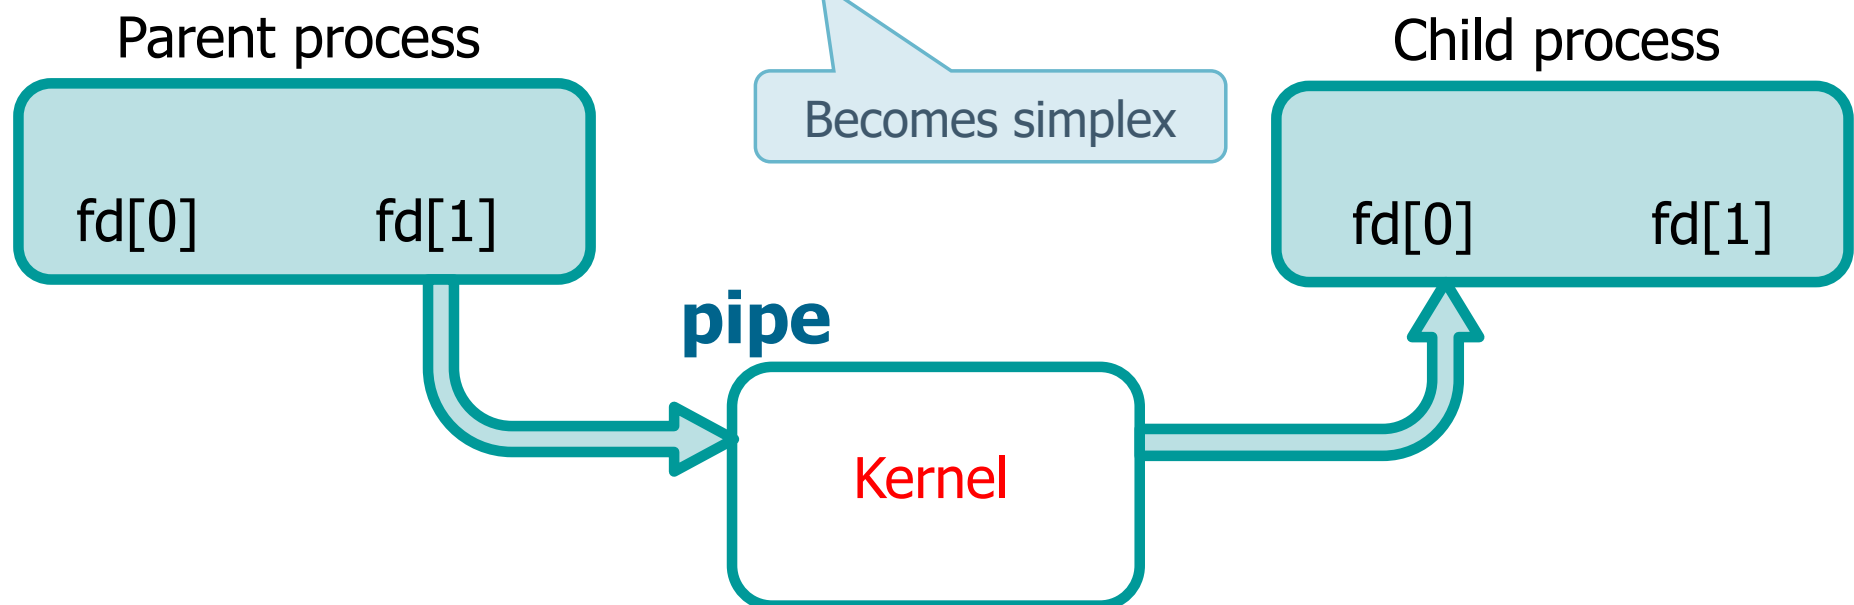 Parent process
Becomes simplex
Child process
fd[0] fd[1]
fd[0] fd[1]
pipe
Kernel